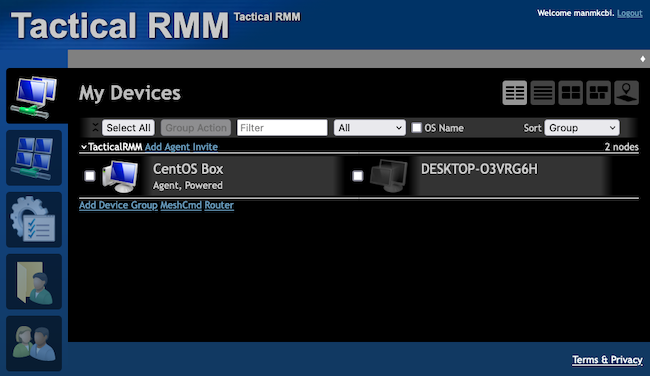 Tactical RMM Tactical RMM
Welcome manmkcbi. Logout
My Devices
Select All Group Action Filter All OS Name Sort Group
TacticalRMM Add Agent Invite 2 nodes
CentOS Box DESKTOP-O3VRG6H
Agent, Powered
Add Device Group MeshCmd Router
Terms & Privacy